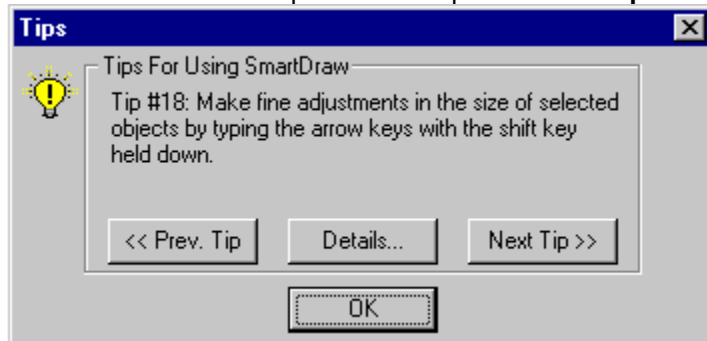 Tips
Tips For Using SmartDraw
Tip #18: Make fine adjustments in the size of selected
objects by typing the arrow keys with the shift key
held down.
<< Prev. Tip
Details...
Next Tip >>
OK